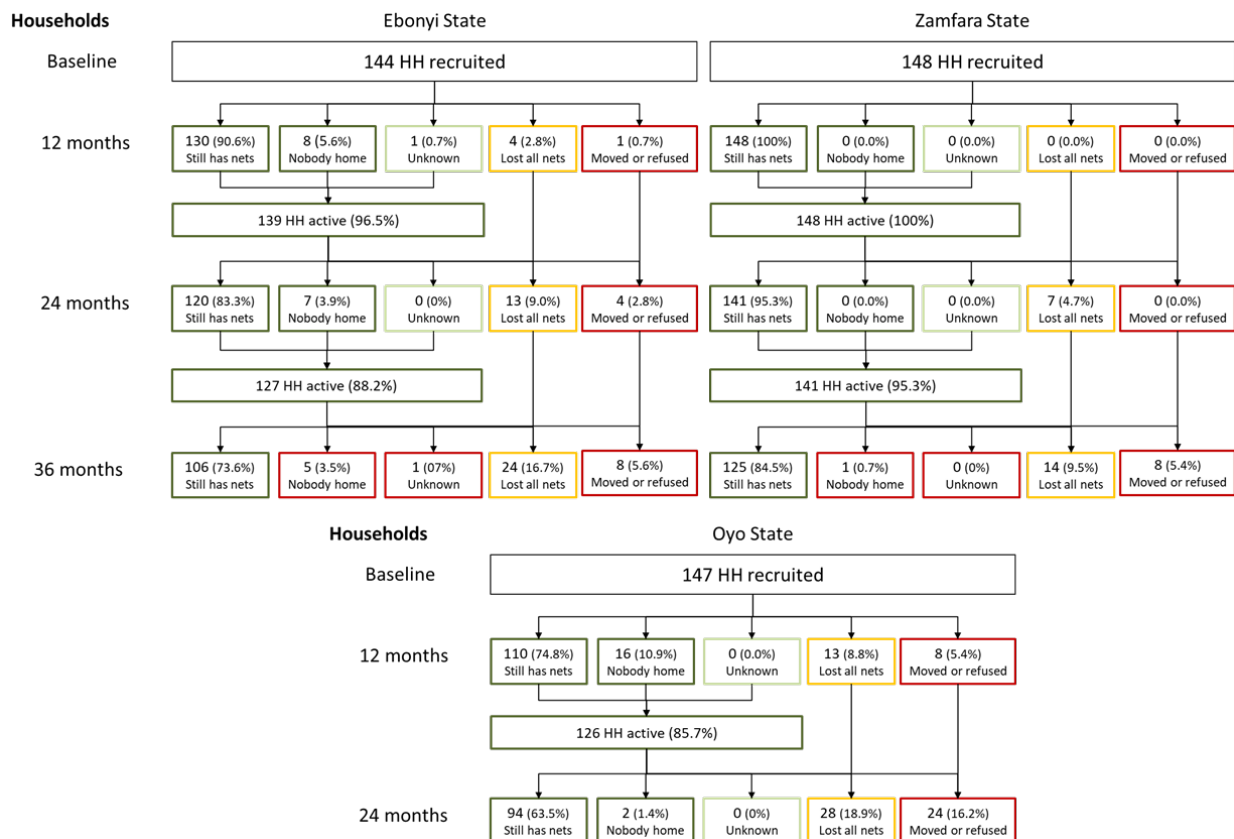 Households Ebonyi State Zamfara State
Baseline 144 HH recruited 148 HH recruited
12 months 130 (90.6%) 8 (5.6%) 1 (0.7%) 4 (2.8%) 1 (0.7%) 148 (100%) 0 (0.0%) 0 (0.0%) 0 (0.0%) 0 (0.0%)
Still has nets Nobody home Unknown Lost all nets Moved or refused Still has nets Nobody home Unknown Lost all nets Moved or refused
139 HH active (96.5%) 148 HH active (100%)
24 months 120 (83.3%) 7 (3.9%) 0 (0%) 13 (9.0%) 4 (2.8%) 141 (95.3%) 0 (0.0%) 0 (0.0%) 7 (4.7%) 0 (0.0%)
Still has nets Nobody home Unknown Lost all nets Moved or refused Still has nets Nobody home Unknown Lost all nets Moved or refused
127 HH active (88.2%) 141 HH active (95.3%)
36 months 106 (73.6%) 5 (3.5%) 1 (07%) 24 (16.7%) 8 (5.6%) 125 (84.5%) 1 (0.7%) 0 (0%) 14 (9.5%) 8 (5.4%)
Still has nets Nobody home Unknown Lost all nets Moved or refused Still has nets Nobody home Unknown Lost all nets Moved or refused
Households Oyo State
Baseline 147 HH recruited
12 months 110 (74.8%) 16 (10.9%) 0 (0.0%) 13 (8.8%) 8 (5.4%)
Still has nets Nobody home Unknown Lost all nets Moved or refused
126 HH active (85.7%)
24 months 94 (63.5%) 2 (1.4%) 0 (0%) 28 (18.9%) 24 (16.2%)
Still has nets Nobody home Unknown Lost all nets Moved or refused